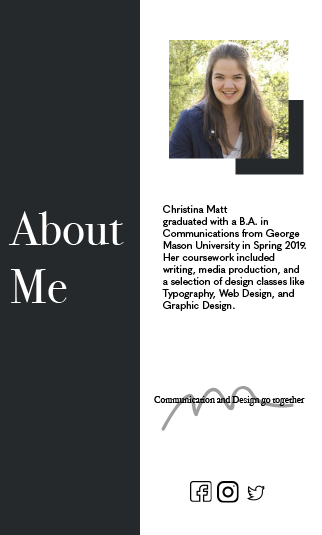 About
Me
Christina Matt
graduated with a B.A. in
Communications from George
Mason University in Spring 2019.
Her coursework included
writing, media production, and
a selection of design classes like
Typography, Web Design, and
Graphic Design.
Communication and Design go together